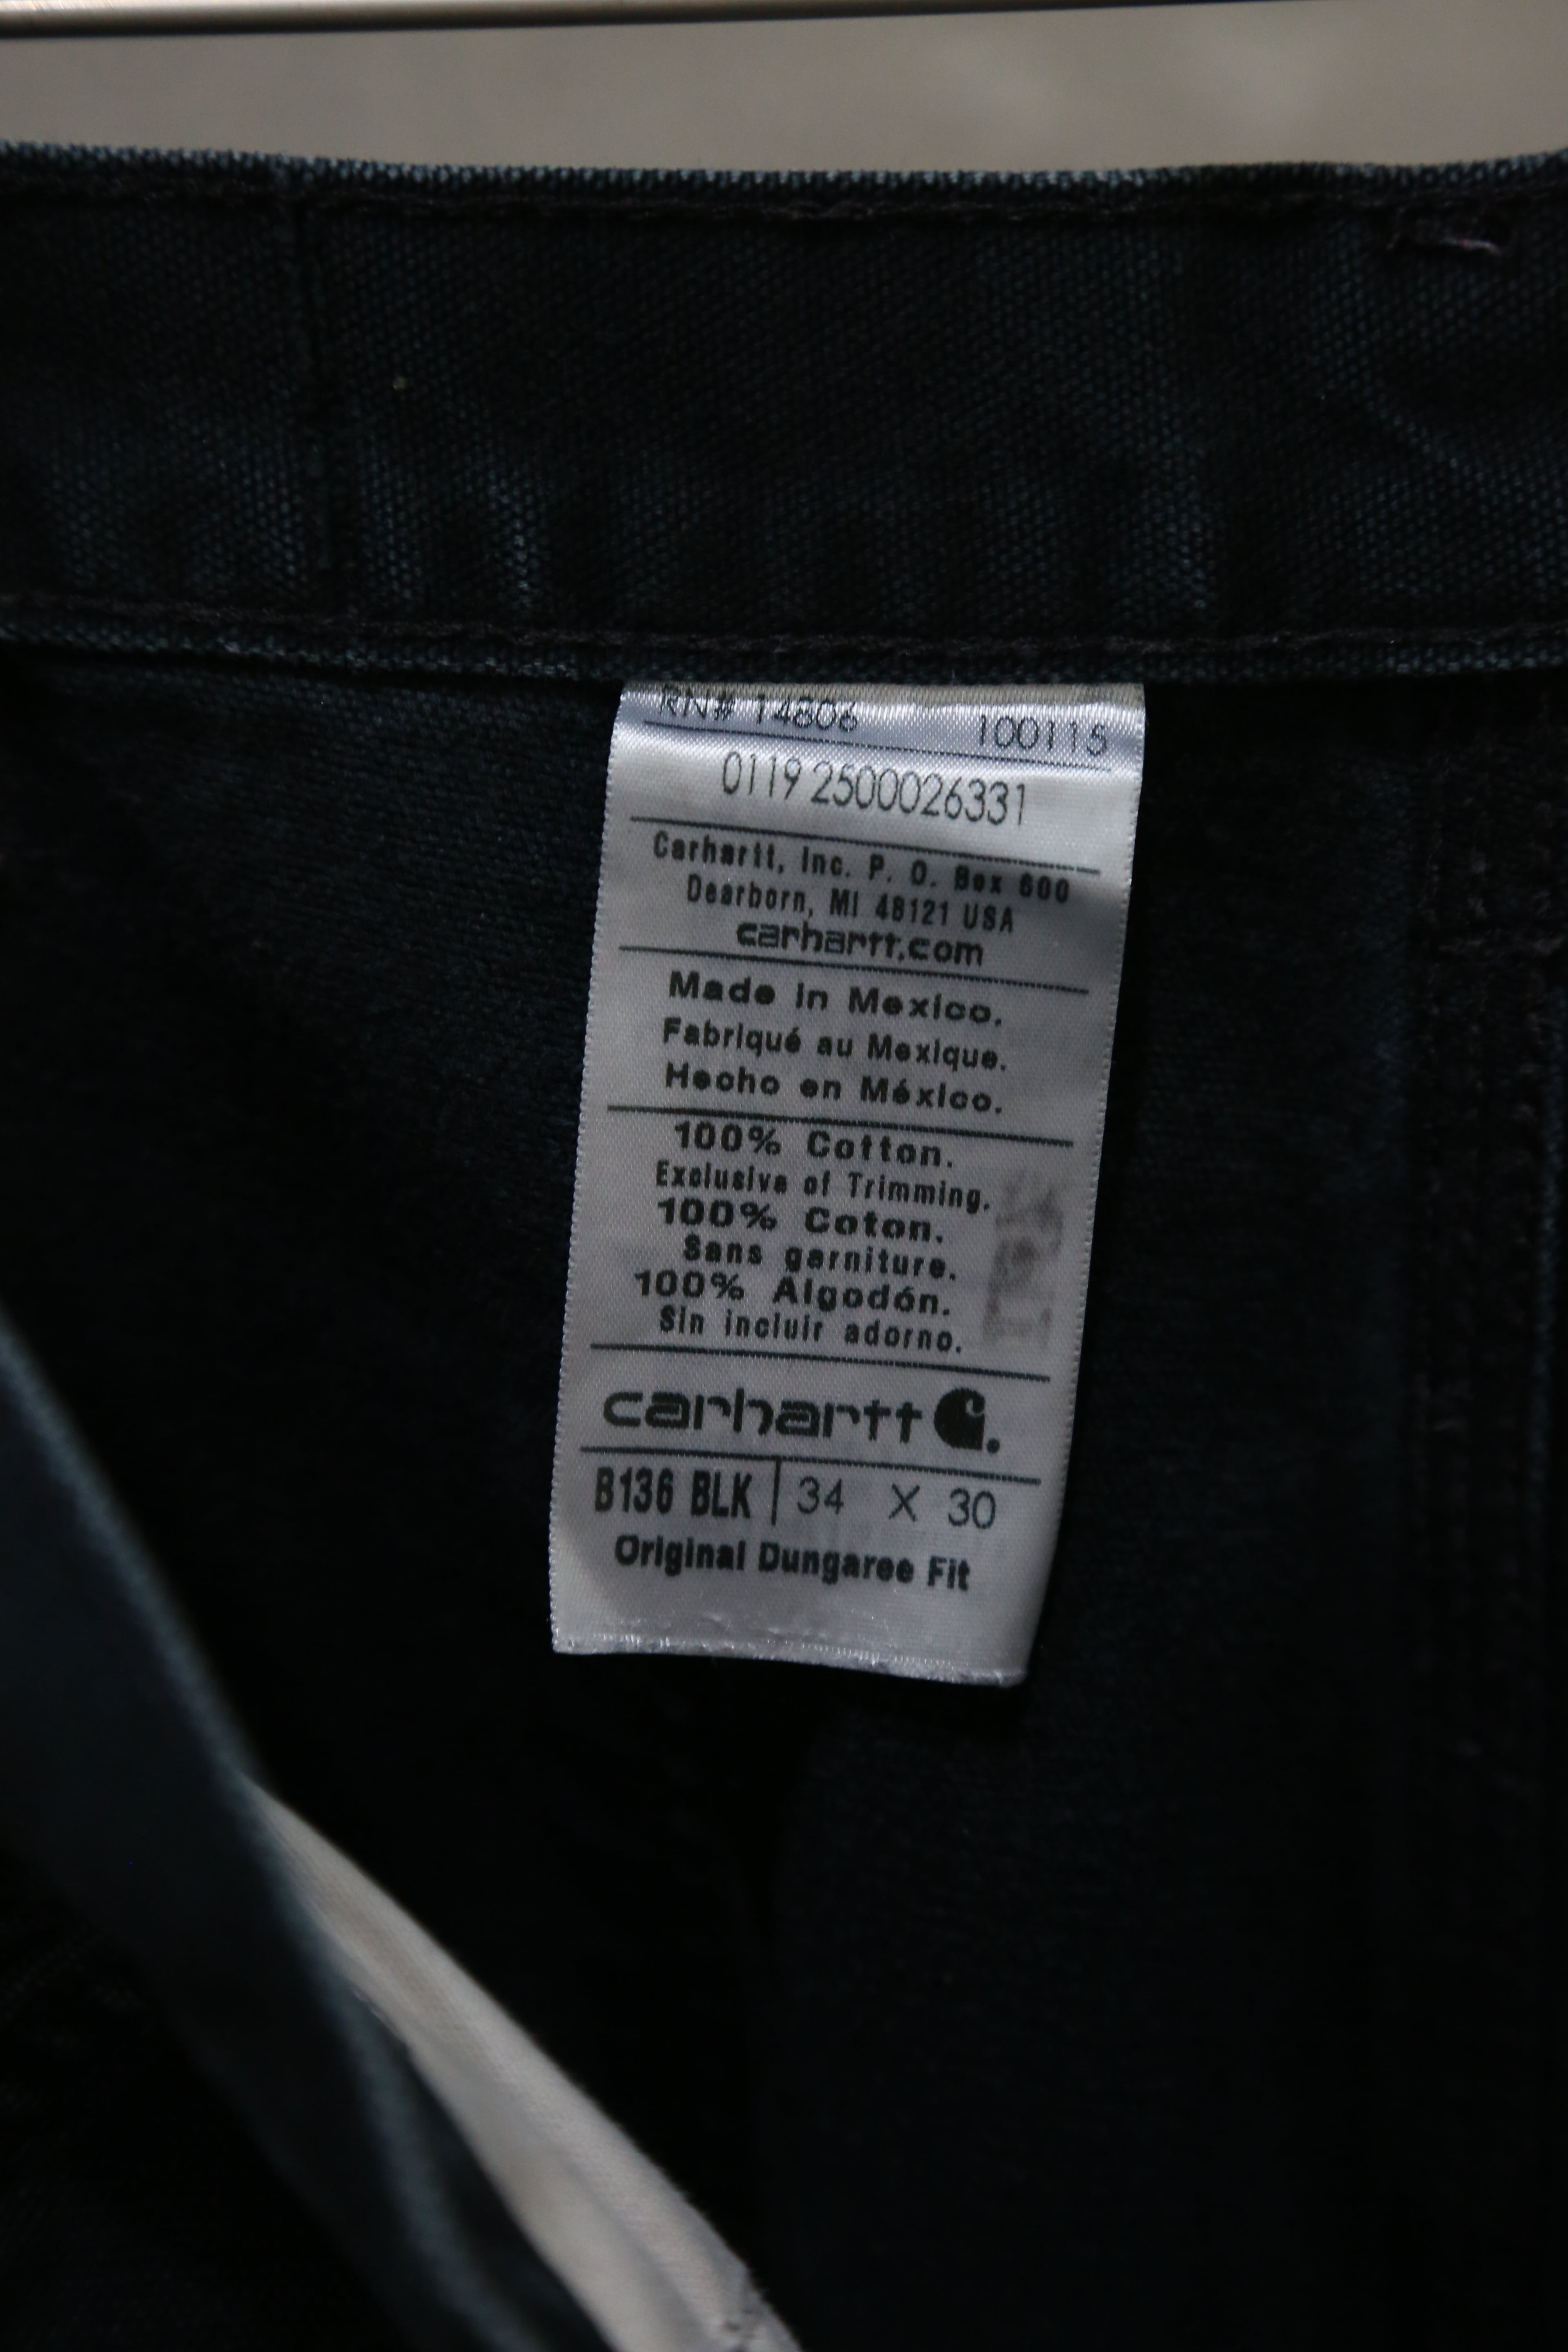 RN# 14806 100115
0119 2500026331
Carhartt, Inc. P. O. Box 600
Dearborn, MI 48121 USA
carhartt.com
Made in Mexico.
Fabriqué au Mexique.
Hecho en México.
100% Cotton.
Exclusive of Trimming.
100% Coton.
Sans garniture.
100% Algodón.
Sin incluir adorno.
carhartt
B136 BLK 34 X 30
Original Dungaree Fit